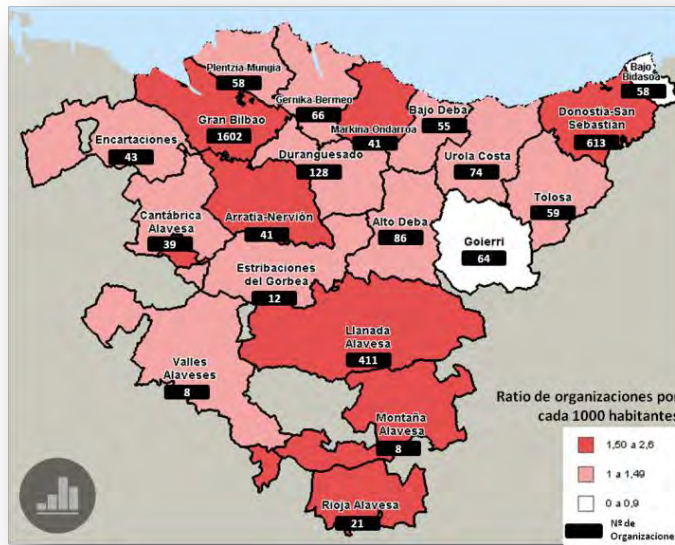 Plentzia-Mungia
58
Bajo
Bidasoa
58
Gernika-Bermeo
66
Gran Bilbao
1602
Markina-Ondarroa
41
Bajo Deba
55
Donostia-San
Sebastián
613
Encartaciones
43
Duranguesado
128
Urola Costa
74
Tolosa
59
Cantábrica
Alavesa
39
Arratia-Nervión
41
Alto Deba
86
Goierri
64
Estribaciones
del Gorbea
12
Llanada
Alavesa
411
Valles
Alaveses
8
Montaña
Alavesa
8
Rioja Alavesa
21
Ratio de organizaciones por
cada 1000 habitantes
1,50 a 2,6
1 a 1,49
0 a 0,9
Nº de
Organizacione